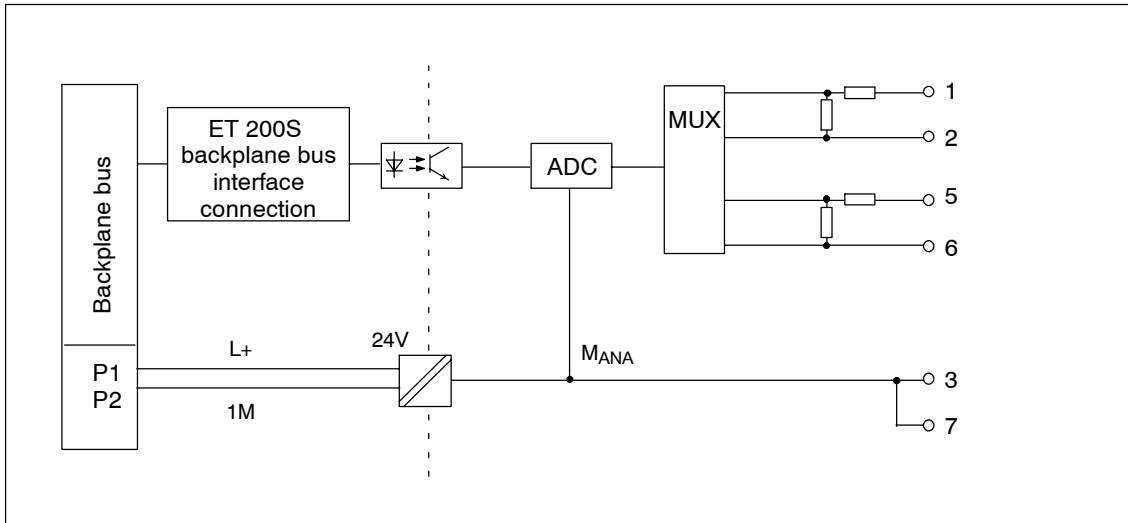 Backplane bus
P1
P2
ET 200S
backplane bus
interface
connection
L+
1M
24V
ADC
MANA
MUX
1
2
5
6
3
7